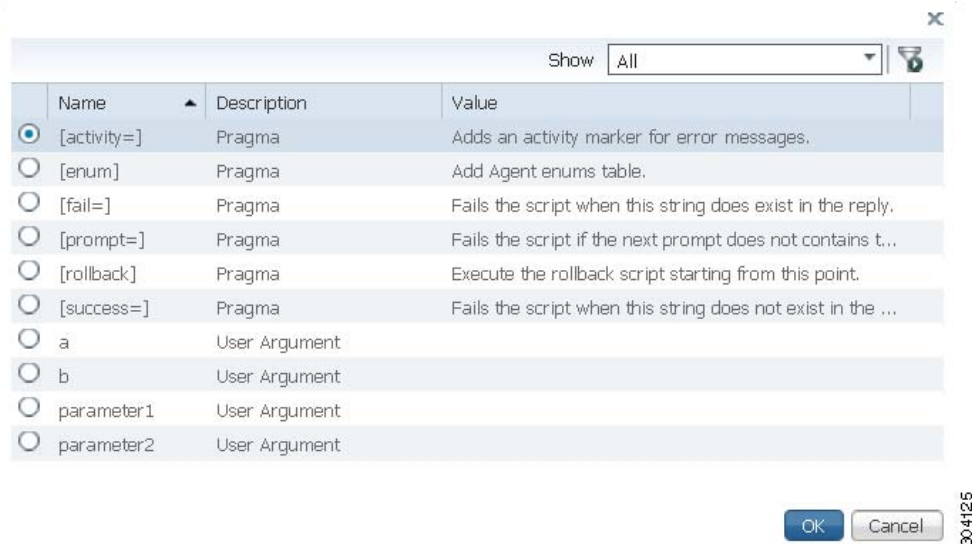 Show All
Name Description Value
[activity=] Pragma Adds an activity marker for error messages.
[enum] Pragma Add Agent enums table.
[fail=] Pragma Fails the script when this string does exist in the reply.
[prompt=] Pragma Fails the script if the next prompt does not contains t...
[rollback] Pragma Execute the rollback script starting from this point.
[success=] Pragma Fails the script when this string does not exist in the ...
a User Argument
b User Argument
parameter1 User Argument
parameter2 User Argument
OK Cancel
304125